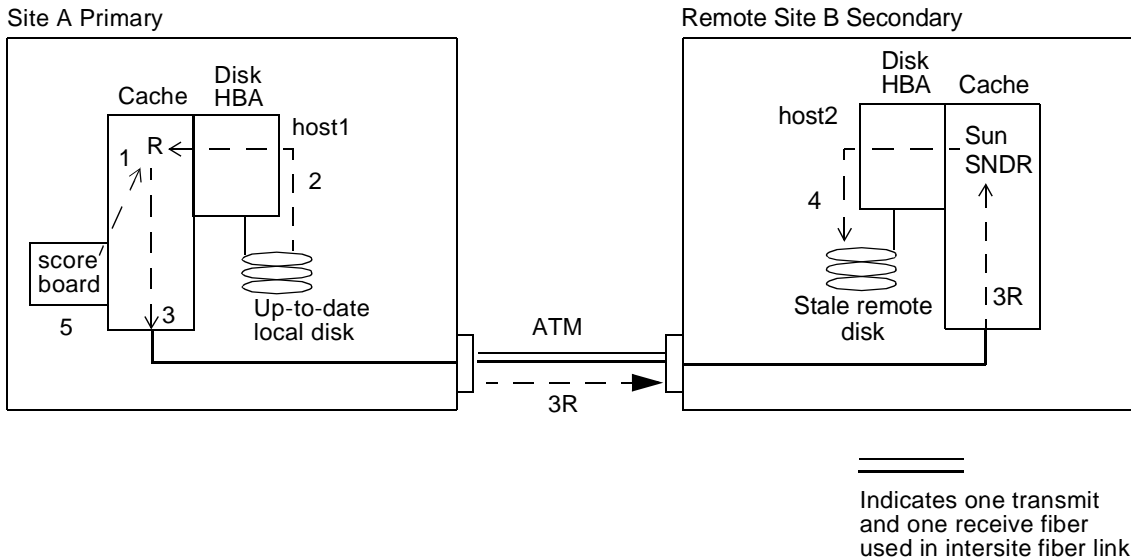 Site A Primary
Remote Site B Secondary
Disk
HBA
Cache
host1
R
1
2
score
board
5
3
Up-to-date
local disk
ATM
3R
Disk
HBA
Cache
host2
Sun
SNDR
4
3R
Stale remote
disk
Indicates one transmit
and one receive fiber
used in intersite fiber link